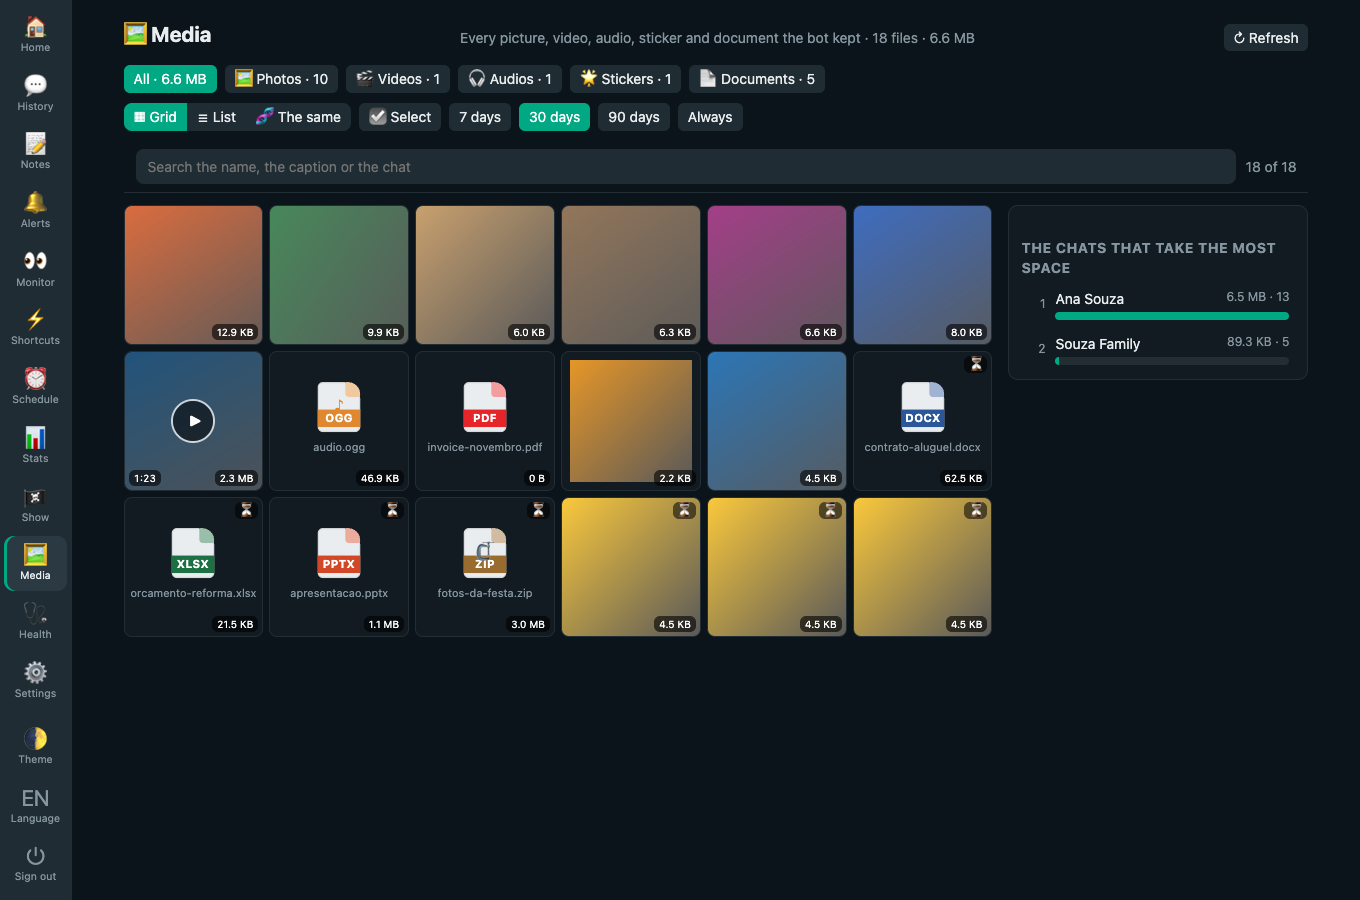 Home
History
Notes
Alerts
Monitor
Shortcuts
Schedule
Stats
Show
Media
Health
Settings
Theme
EN
Language
Sign out
Media
Every picture, video, audio, sticker and document the bot kept · 18 files · 6.6 MB
Refresh
All · 6.6 MB
Photos · 10
Videos · 1
Audios · 1
Stickers · 1
Documents · 5
Grid
List
The same
Select
7 days
30 days
90 days
Always
Search the name, the caption or the chat
18 of 18
12.9 KB
9.9 KB
6.0 KB
6.3 KB
6.6 KB
8.0 KB
1:23
2.3 MB
OGG
audio.ogg
46.9 KB
PDF
invoice-novembro.pdf
0 B
2.2 KB
4.5 KB
DOCX
contrato-aluguel.docx
62.5 KB
XLSX
orcamento-reforma.xlsx
21.5 KB
PPTX
apresentacao.pptx
1.1 MB
ZIP
fotos-da-festa.zip
3.0 MB
4.5 KB
4.5 KB
4.5 KB
THE CHATS THAT TAKE THE MOST
SPACE
1
Ana Souza
6.5 MB · 13
2
Souza Family
89.3 KB · 5